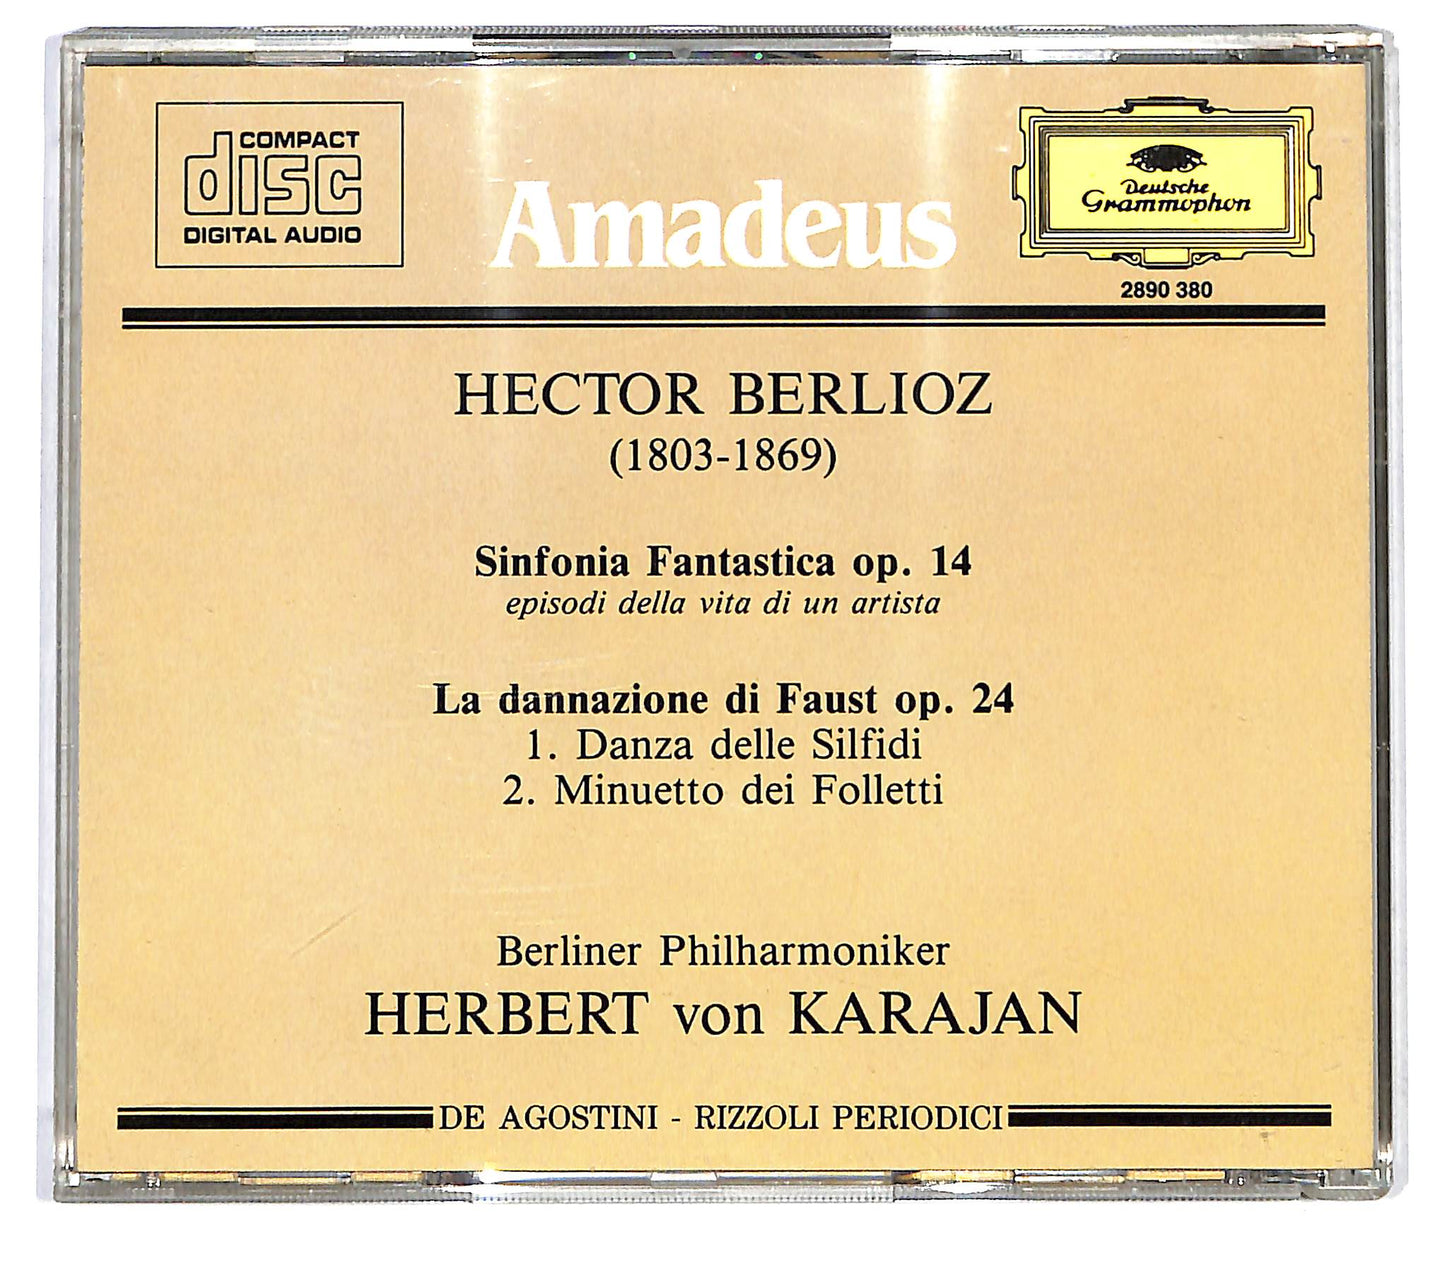 COMPACT
disc
DIGITAL AUDIO
Amadeus
Deutsche
Grammophon
2890 380
HECTOR BERLIOZ
(1803-1869)
Sinfonia Fantastica op. 14
episodi della vita di un artista
La dannazione di Faust op. 24
1. Danza delle Silfidi
2. Minuetto dei Folletti
Berliner Philharmoniker
HERBERT von KARAJAN
DE AGOSTINI - RIZZOLI PERIODICI